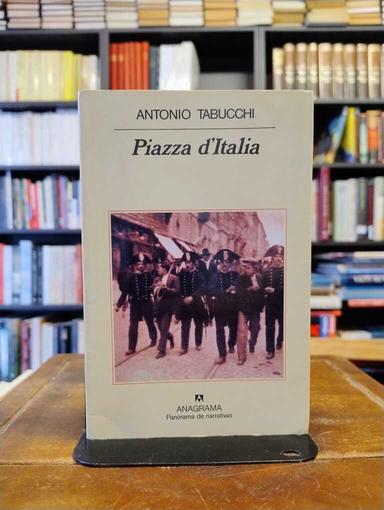 ANTONIO TABUCCHI
Piazza d'Italia
ANAGRAMA
Panorama de narrativas